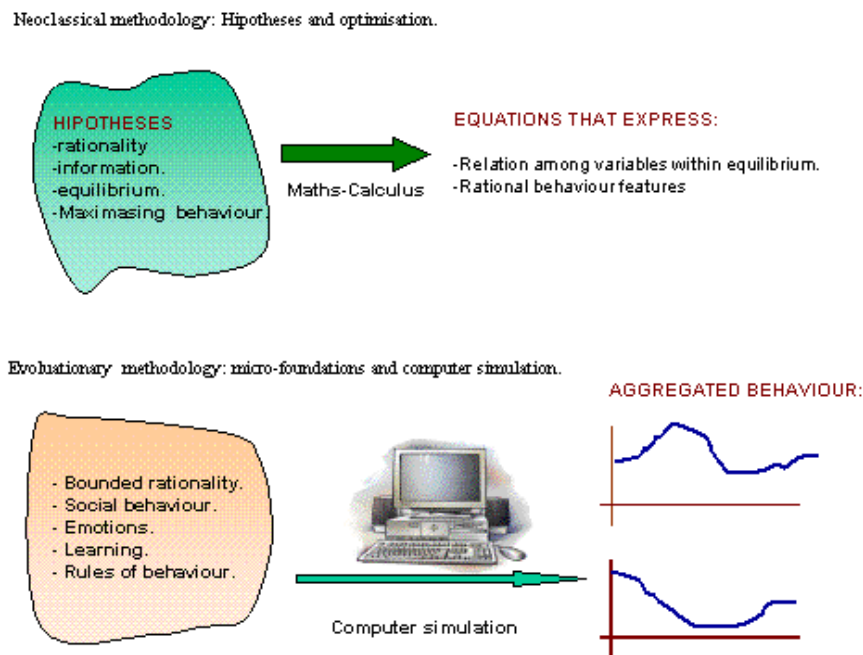 Neoclassical methodology: Hipotheses and optimisation.
HIPOTHESES
-rationality
-information.
-equilibrium.
-Maximasing behaviour.
Maths-Calculus
EQUATIONS THAT EXPRESS:
-Relation among variables within equilibrium.
-Rational behaviour features
Evoluationary methodology: micro-foundations and computer simulation.
- Bounded rationality.
- Social behaviour.
- Emotions.
- Learning.
- Rules of behaviour.
Computer simulation
AGGREGATED BEHAVIOUR: